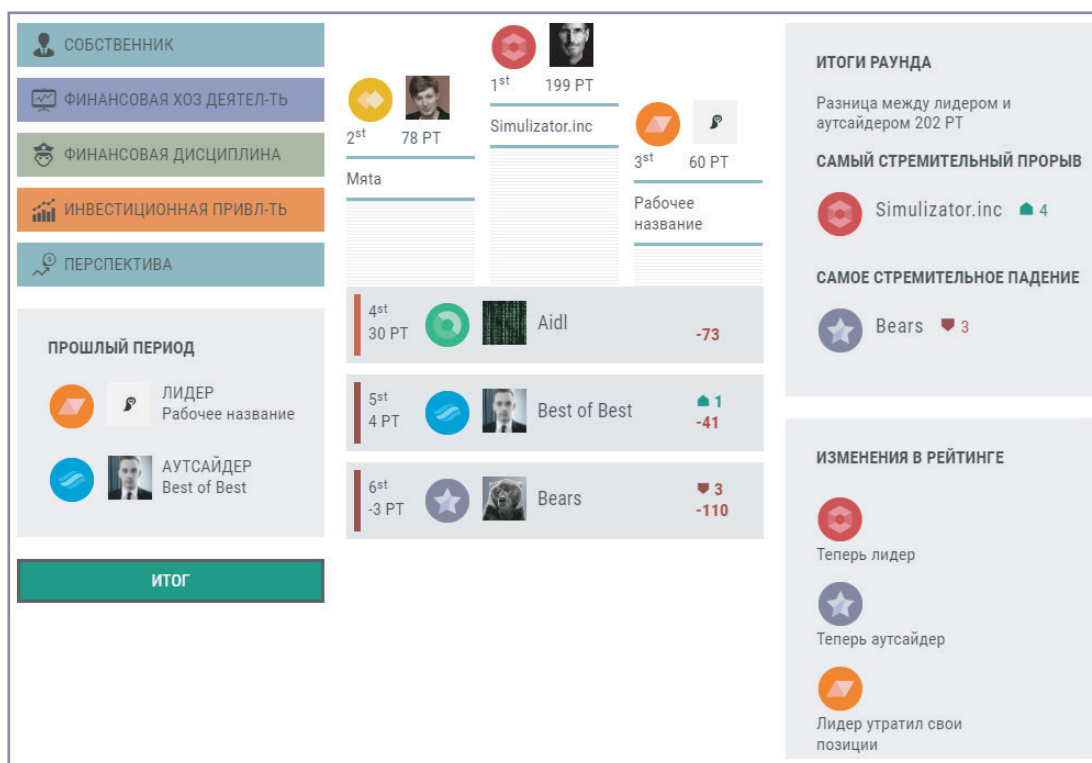 СОБСТВЕННИК
ФИНАНСОВАЯ ХОЗ ДЕЯТЕЛ-ТЬ
ФИНАНСОВАЯ ДИСЦИПЛИНА
ИНВЕСТИЦИОННАЯ ПРИВЛ-ТЬ
ПЕРСПЕКТИВА
ПРОШЛЫЙ ПЕРИОД
ЛИДЕР
Рабочее название
АУТСАЙДЕР
Best of Best
ИТОГ
2st 78 PT
Мята
1st 199 PT
Simulizator.inc
3st 60 PT
Рабочее
название
4st
30 PT
Aidl
-73
5st
4 PT
Best of Best
1
-41
6st
-3 PT
Bears
3
-110
ИТОГИ РАУНДА
Разница между лидером и
аутсайдером 202 PT
САМЫЙ СТРЕМИТЕЛЬНЫЙ ПРОРЫВ
Simulizator.inc 4
САМОЕ СТРЕМИТЕЛЬНОЕ ПАДЕНИЕ
Bears 3
ИЗМЕНЕНИЯ В РЕЙТИНГЕ
Теперь лидер
Теперь аутсайдер
Лидер утратил свои
позиции